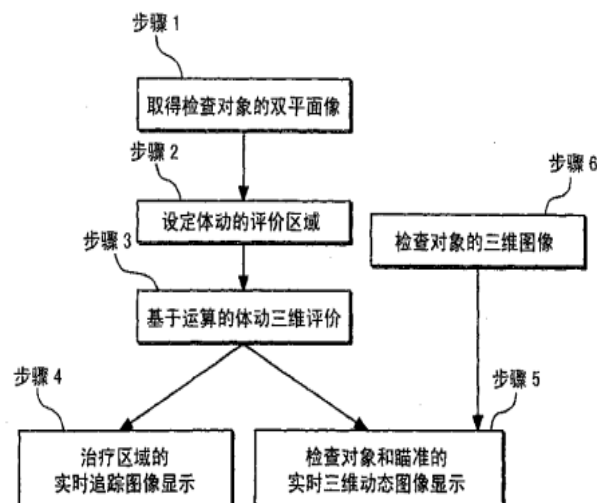 步骤 1
取得检查对象的双平面像
步骤 2
设定体动的评价区域
步骤 3
基于运算的体动三维评价
步骤 6
检查对象的三维图像
步骤 4
治疗区域的
实时追踪图像显示
步骤 5
检查对象和瞄准的
实时三维动态图像显示